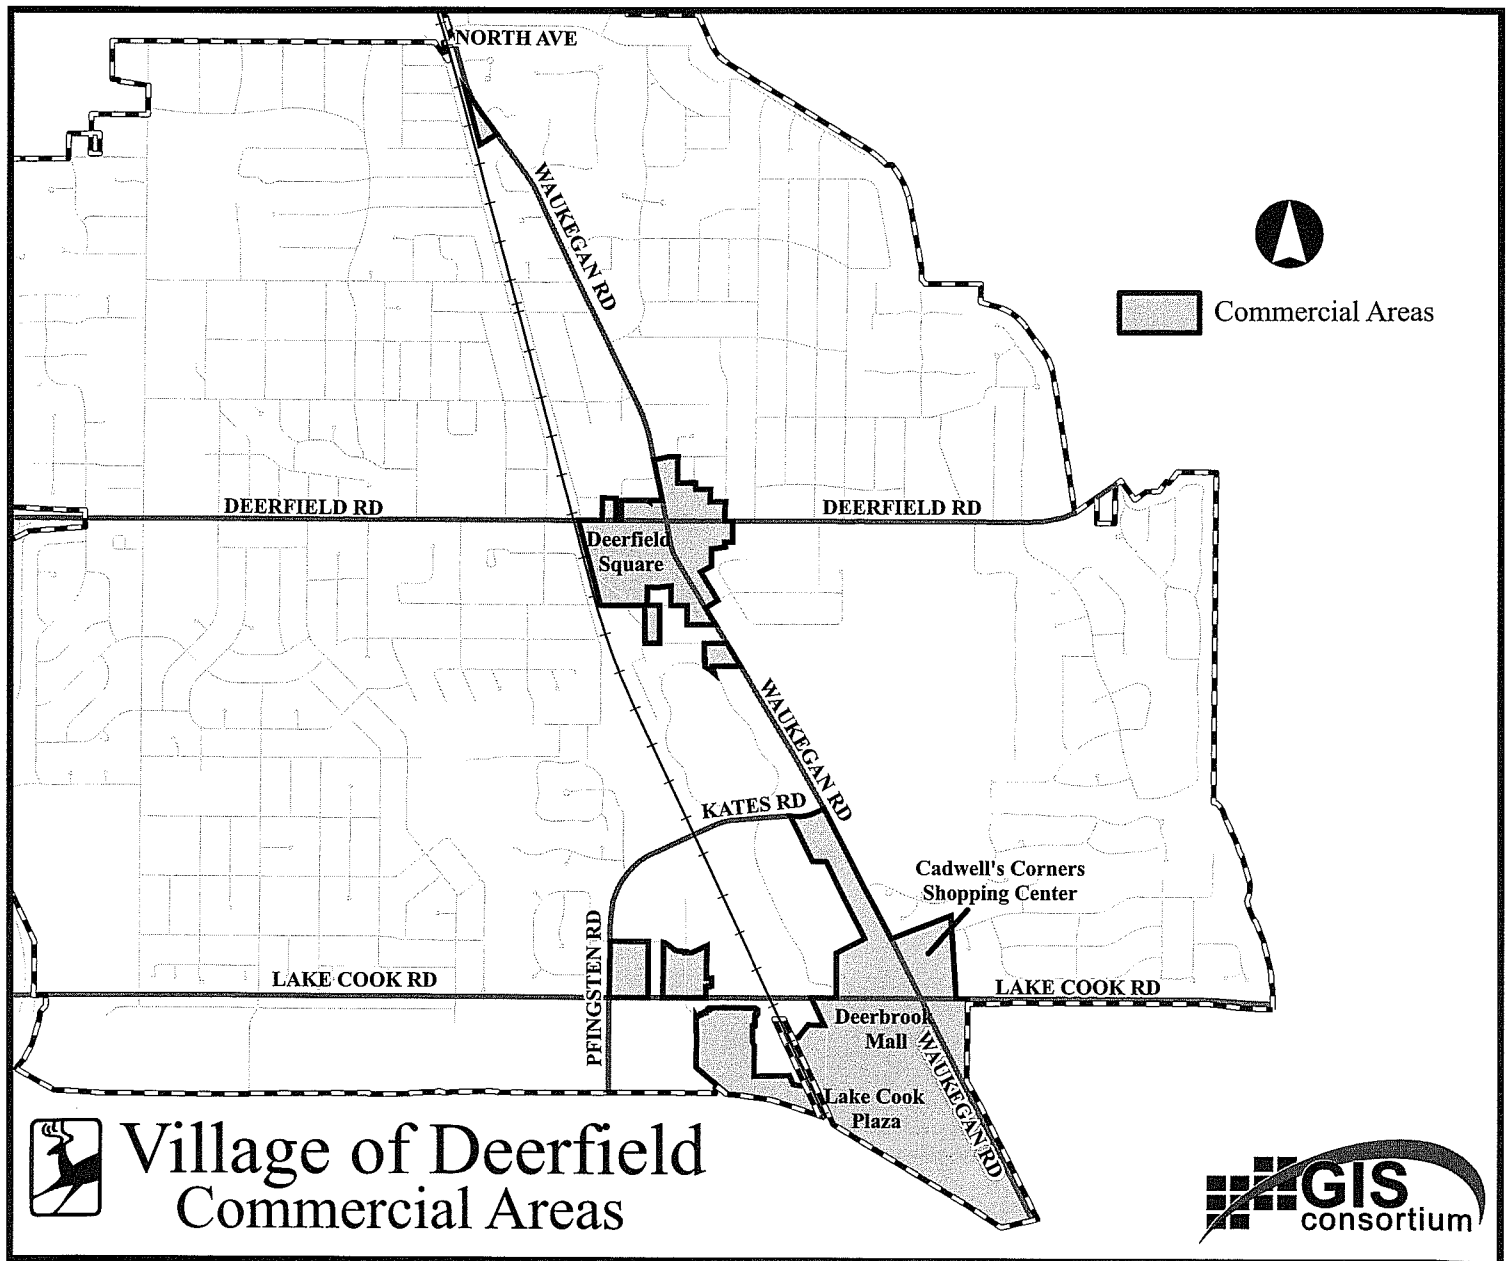 NORTH AVE
WAUKEGAN RD
Commercial Areas
DEERFIELD RD
DEERFIELD RD
Deerfield
Square
WAUKEGAN RD
KATES RD
Cadwell's Corners
Shopping Center
PFINGSTEN RD
LAKE COOK RD
LAKE COOK RD
Deerbrook
Mall
WAUKEGAN RD
Lake Cook
Plaza
Village of Deerfield
Commercial Areas
GIS
consortium